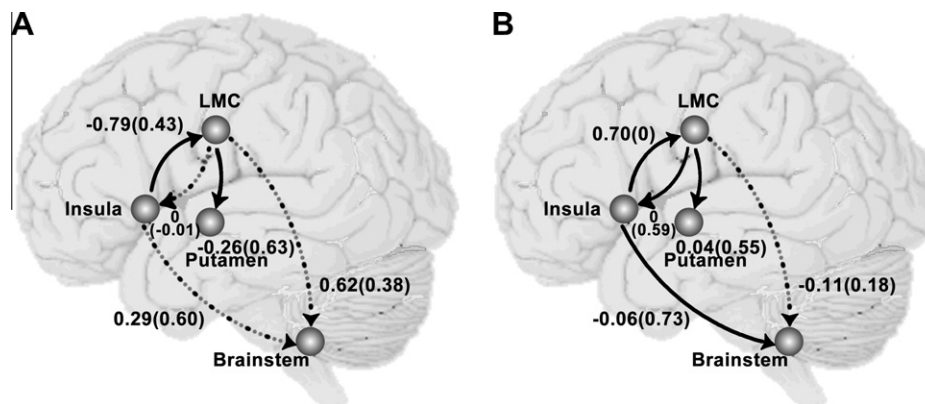 A
LMC
-0.79(0.43)
Insula
0
(-0.01)
-0.26(0.63)
Putamen
0.62(0.38)
0.29(0.60)
Brainstem
B
LMC
0.70(0)
Insula
0
(0.59)
0.04(0.55)
Putamen
-0.11(0.18)
-0.06(0.73)
Brainstem